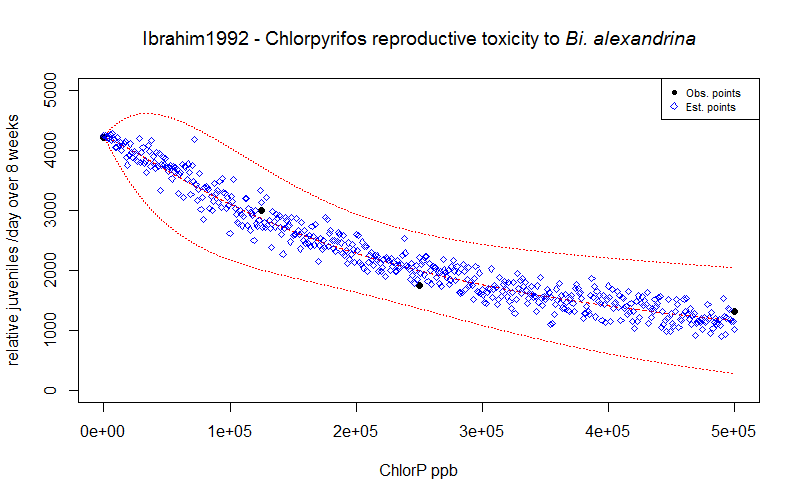 Ibrahim1992 - Chlorpyrifos reproductive toxicity to Bi. alexandrina
relative juveniles /day over 8 weeks
5000
4000
3000
2000
1000
0
Obs. points
Est. points
0e+00 1e+05 2e+05 3e+05 4e+05 5e+05
ChlorP ppb